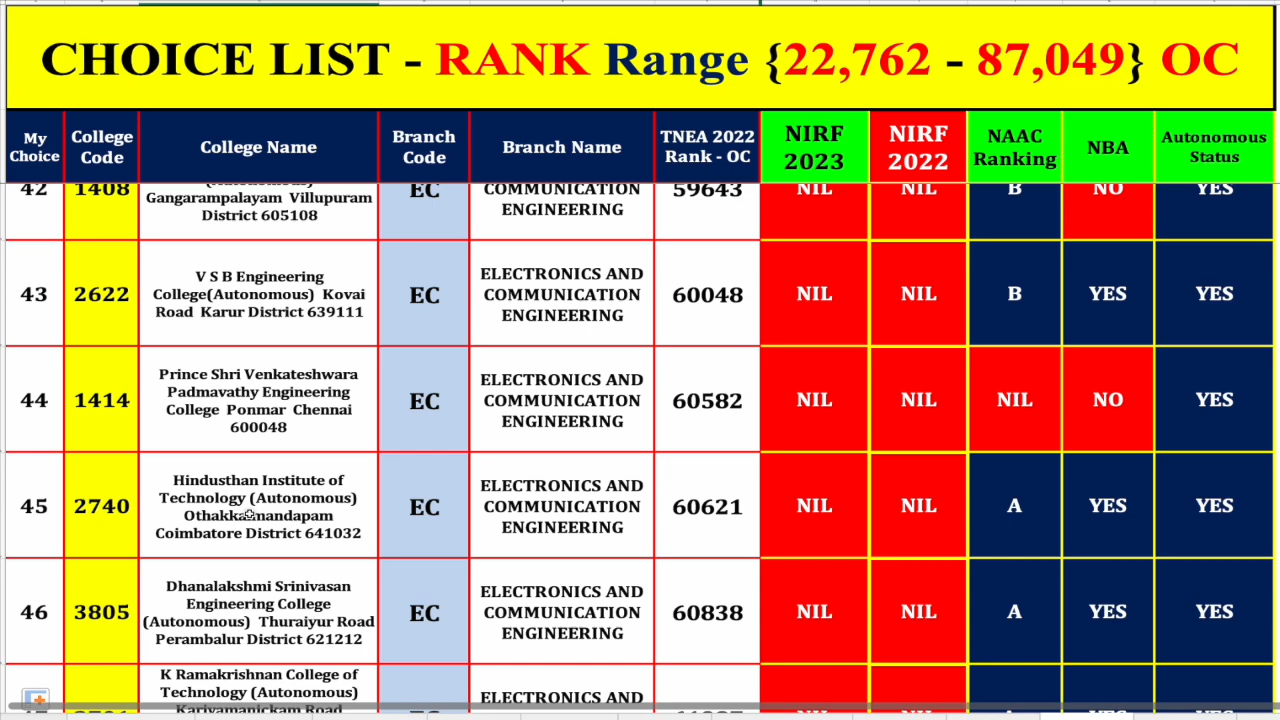 CHOICE LIST - RANK Range {22,762 - 87,049} OC
My Choice
College Code
College Name
Branch Code
Branch Name
TNEA 2022 Rank - OC
NIRF 2023
NIRF 2022
NAAC Ranking
NBA
Autonomous Status
42
1408
Gangarampalayam Villupuram
District 605108
EC
COMMUNICATION
ENGINEERING
59643
NIL
NIL
B
NO
YES
43
2622
V S B Engineering
College(Autonomous) Kovai
Road Karur District 639111
EC
ELECTRONICS AND
COMMUNICATION
ENGINEERING
60048
NIL
NIL
B
YES
YES
44
1414
Prince Shri Venkateshwara
Padmavathy Engineering
College Ponmar Chennai
600048
EC
ELECTRONICS AND
COMMUNICATION
ENGINEERING
60582
NIL
NIL
NIL
NO
YES
45
2740
Hindusthan Institute of
Technology (Autonomous)
Othakkalmandapam
Coimbatore District 641032
EC
ELECTRONICS AND
COMMUNICATION
ENGINEERING
60621
NIL
NIL
A
YES
YES
46
3805
Dhanalakshmi Srinivasan
Engineering College
(Autonomous) Thuraiyur Road
Perambalur District 621212
EC
ELECTRONICS AND
COMMUNICATION
ENGINEERING
60838
NIL
NIL
A
YES
YES
K Ramakrishnan College of
Technology (Autonomous)
Kariyamanickam Road
ELECTRONICS AND